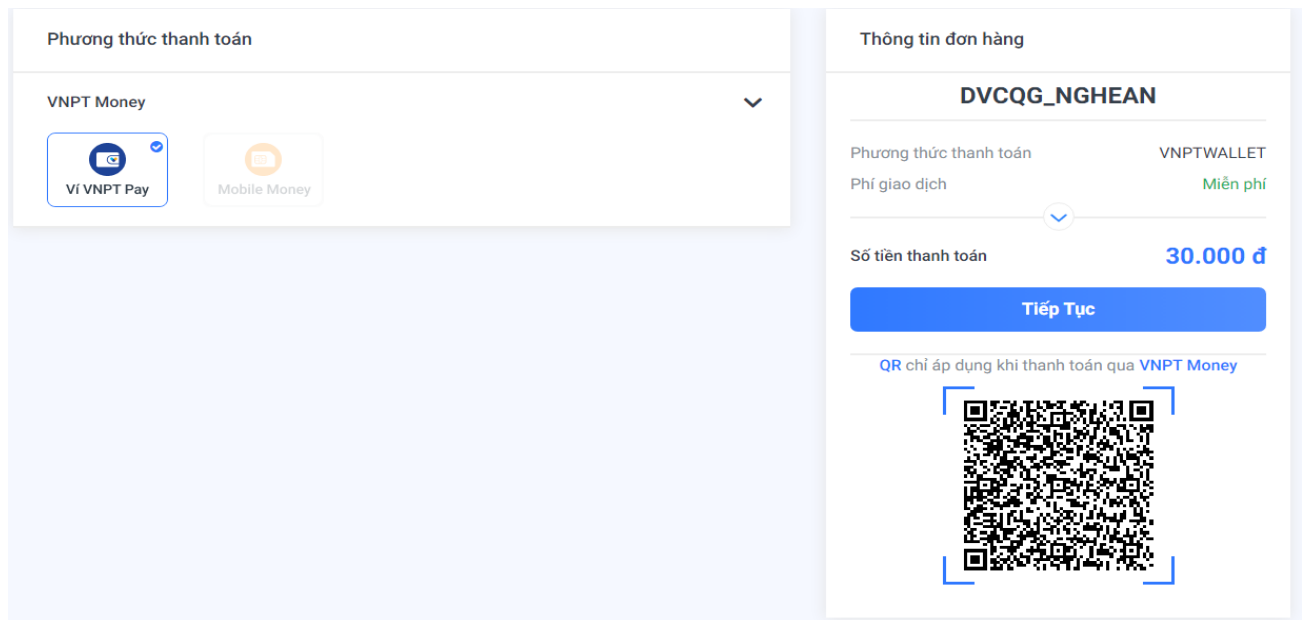 Phương thức thanh toán
VNPT Money
Ví VNPT Pay
Mobile Money
Thông tin đơn hàng
DVCQG_NGHEAN
Phương thức thanh toán VNPTWALLET
Phí giao dịch Miễn phí
Số tiền thanh toán 30.000 đ
Tiếp Tục
QR chỉ áp dụng khi thanh toán qua VNPT Money